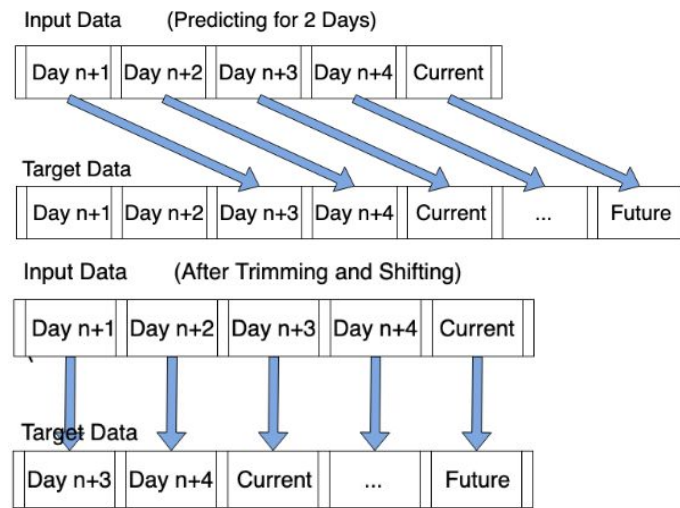 Input Data (Predicting for 2 Days)
Day n+1 Day n+2 Day n+3 Day n+4 Current
Target Data
Day n+1 Day n+2 Day n+3 Day n+4 Current ... Future
Input Data (After Trimming and Shifting)
Day n+1 Day n+2 Day n+3 Day n+4 Current
Target Data
Day n+3 Day n+4 Current ... Future